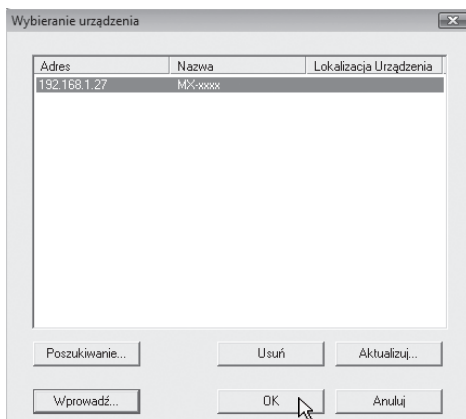 Wybieranie urządzenia
Adres Nazwa Lokalizacja Urządzenia
192.168.1.27 MX-xxxx
Poszukiwanie... Usuń Aktualizuj...
Wprowadź... OK Anuluj